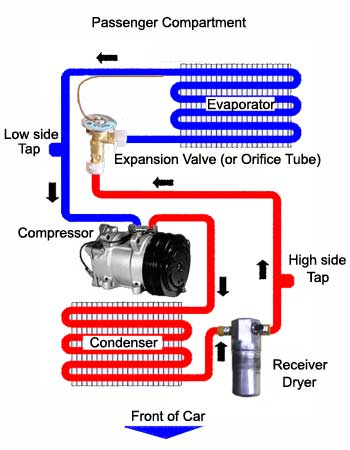 Passenger Compartment
Evaporator
Low side
Tap
Expansion Valve (or Orifice Tube)
Compressor
High side
Tap
Condenser
Receiver
Dryer
Front of Car